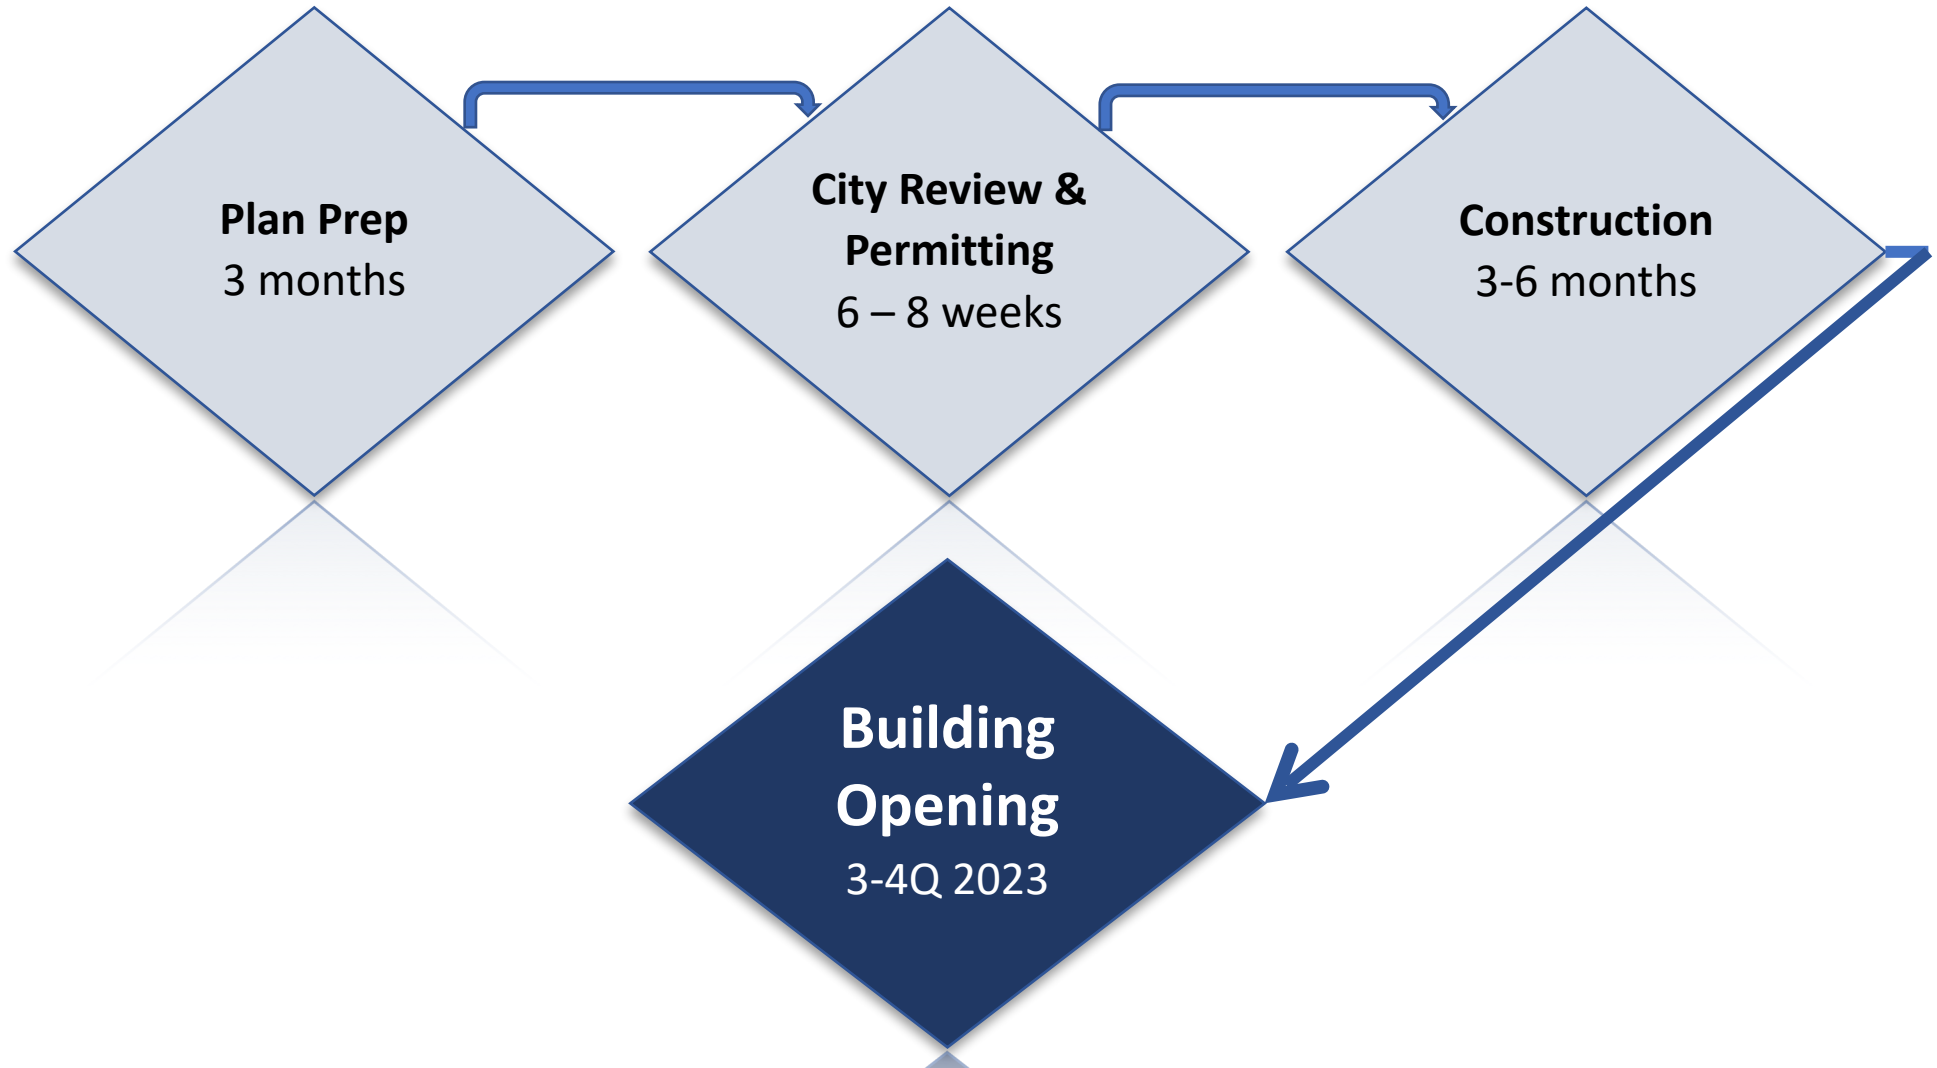 Plan Prep
3 months
City Review &
Permitting
6 – 8 weeks
Construction
3-6 months
Building
Opening
3-4Q 2023